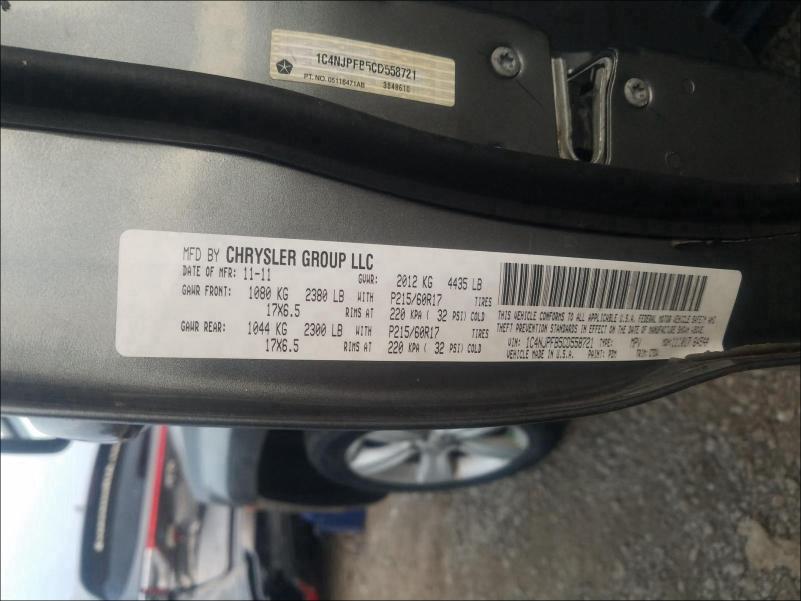 1C4NJPFB5CD558721
PT. NO. 05116471AB 3848610
MFD BY CHRYSLER GROUP LLC
DATE OF MFR: 11-11 GVWR: 2012 KG 4435 LB
GAWR FRONT: 1080 KG 2380 LB WITH P215/60R17 TIRES
17X6.5 RIMS AT 220 KPA ( 32 PSI) COLD
GAWR REAR: 1044 KG 2300 LB WITH P215/60R17 TIRES
17X6.5 RIMS AT 220 KPA ( 32 PSI) COLD
THIS VEHICLE CONFORMS TO ALL APPLICABLE U.S.A. FEDERAL MOTOR VEHICLE SAFETY AND
THEFT PREVENTION STANDARDS IN EFFECT ON THE DATE OF MANUFACTURE SHOWN ABOVE.
VIN: 1C4NJPFB5CD558721 TYPE: MPV MDH:
VEHICLE MADE IN U.S.A. PAINT: PDM TRIM: